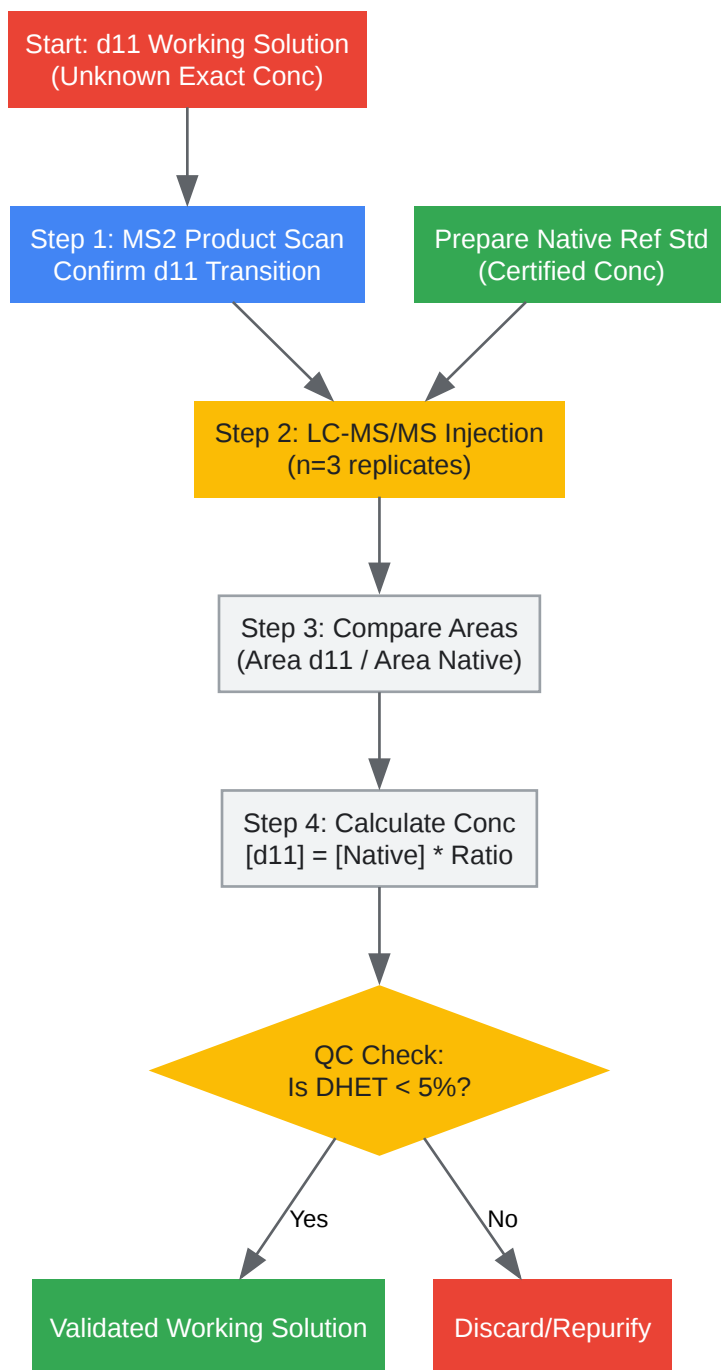 Start: d11 Working Solution
(Unknown Exact Conc)
Step 1: MS2 Product Scan
Confirm d11 Transition
Prepare Native Ref Std
(Certified Conc)
Step 2: LC-MS/MS Injection
(n=3 replicates)
Step 3: Compare Areas
(Area d11 / Area Native)
Step 4: Calculate Conc
[d11] = [Native] * Ratio
QC Check:
Is DHET < 5%?
Yes
No
Validated Working Solution
Discard/Repurify